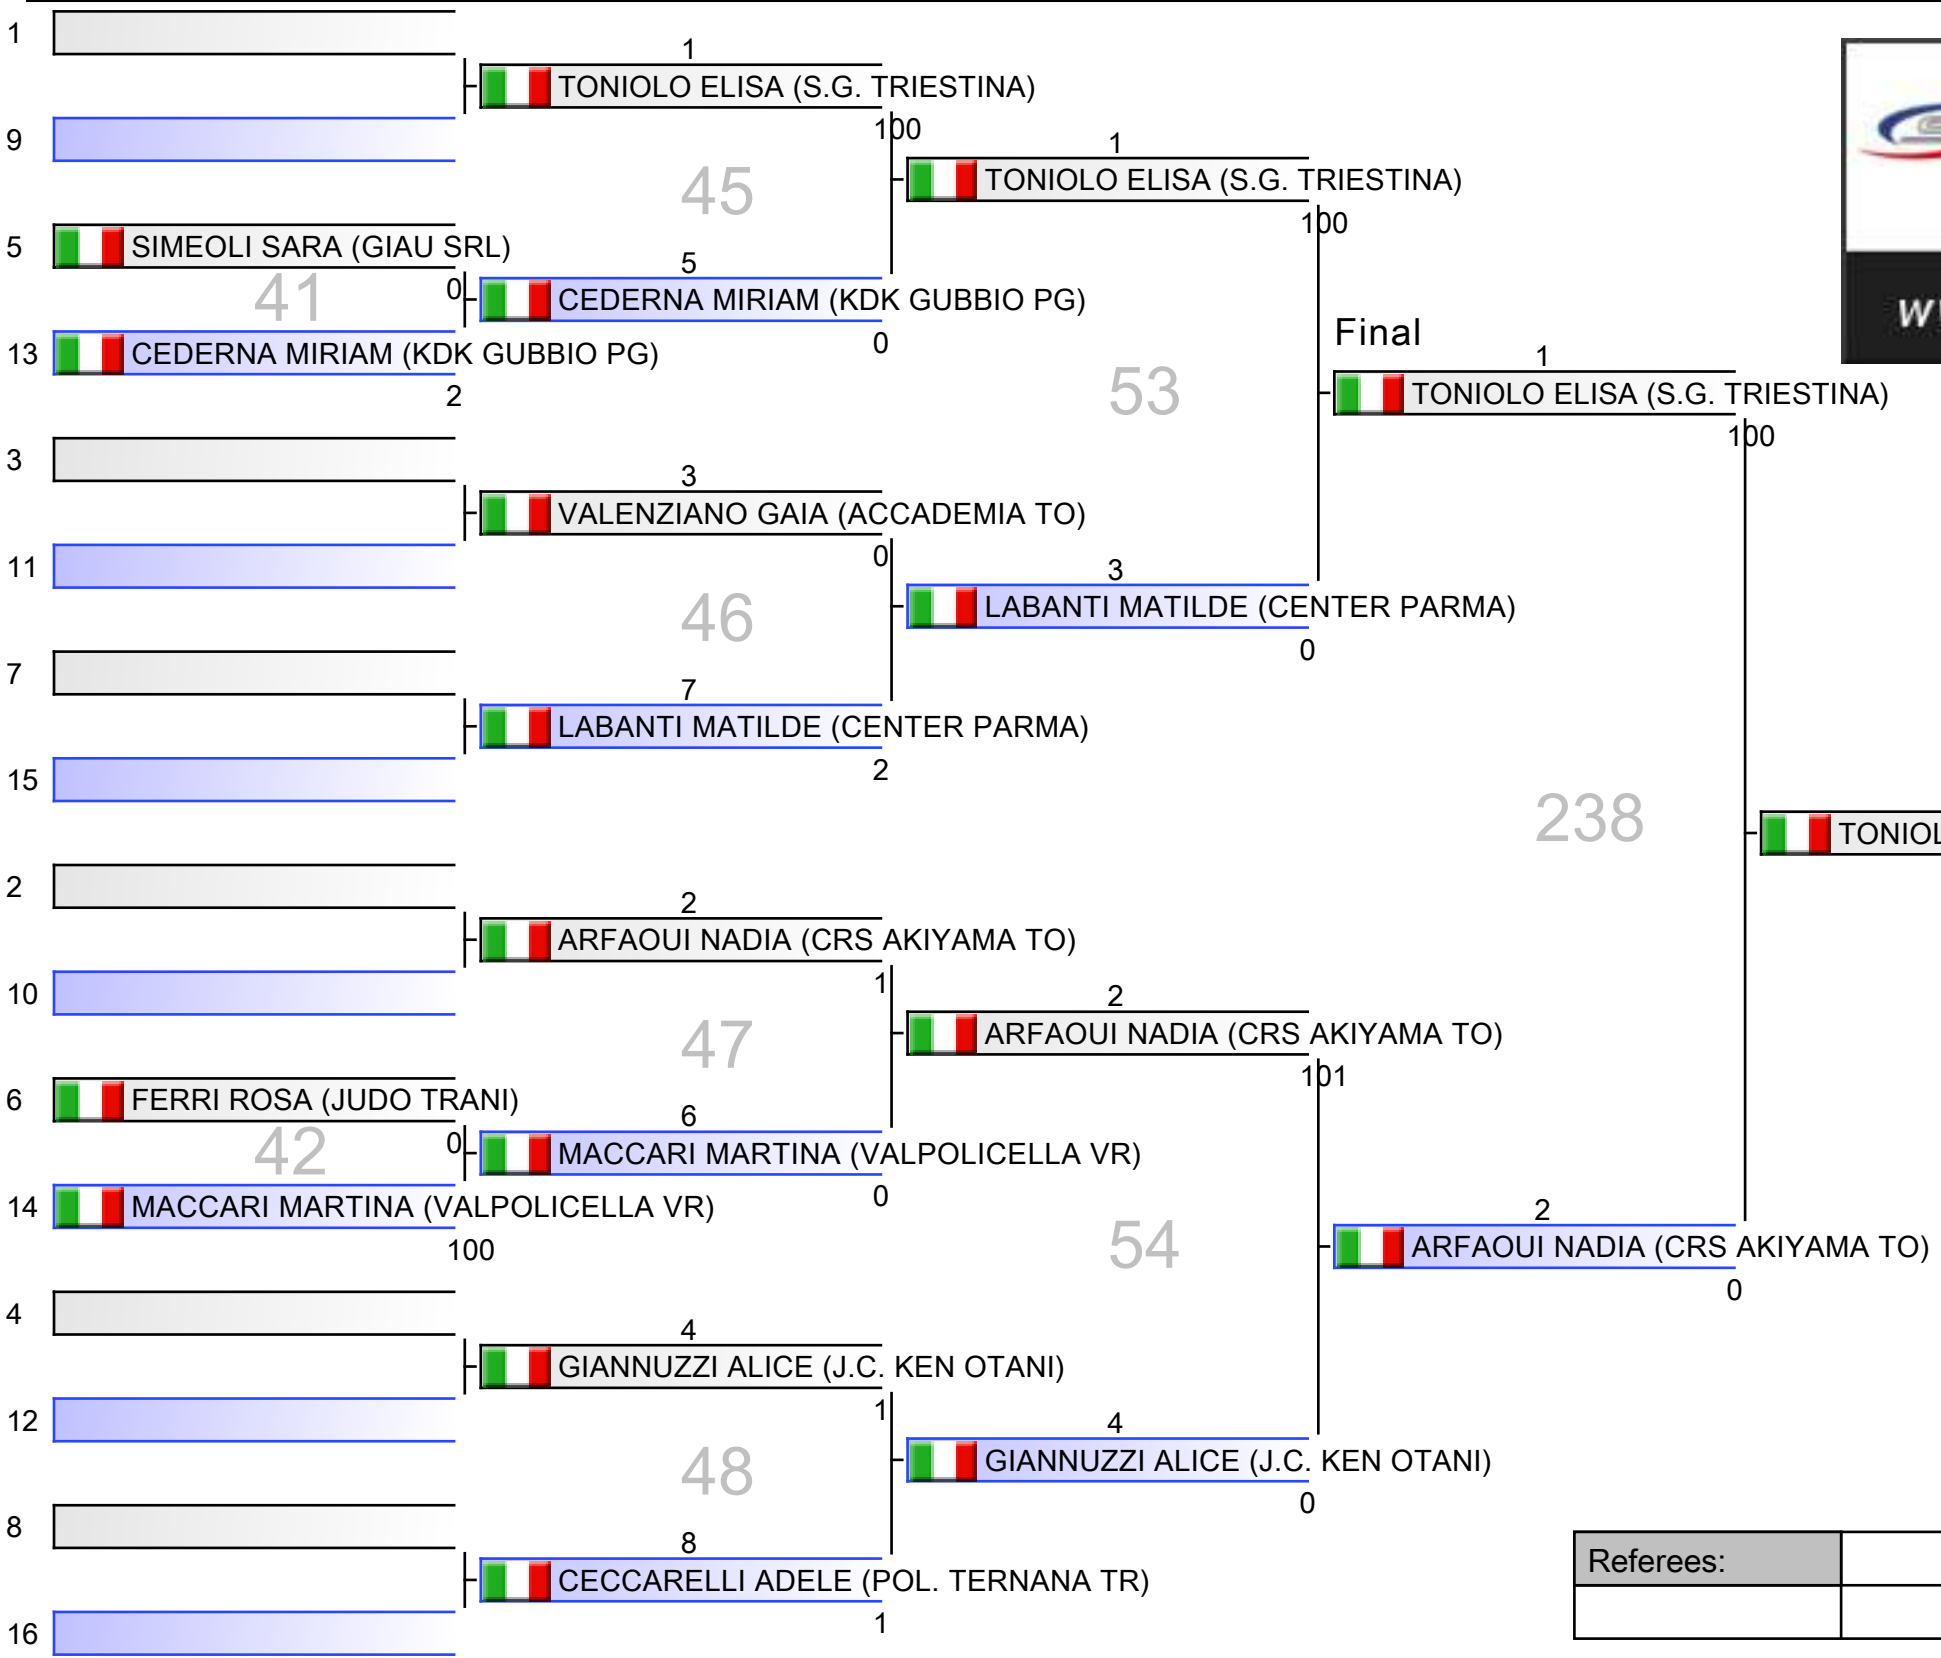 1
1
TONIOLO ELISA (S.G. TRIESTINA)
100
9
45
1
TONIOLO ELISA (S.G. TRIESTINA)
100
5
SIMEOLI SARA (GIAU SRL)
0
41
5
CEDERNA MIRIAM (KDK GUBBIO PG)
0
13
CEDERNA MIRIAM (KDK GUBBIO PG)
2
53
Final
1
TONIOLO ELISA (S.G. TRIESTINA)
100
3
3
VALENZIANO GAIA (ACCADEMIA TO)
0
11
46
3
LABANTI MATILDE (CENTER PARMA)
0
7
7
LABANTI MATILDE (CENTER PARMA)
2
15
238
TONIOL
2
2
ARFAOUI NADIA (CRS AKIYAMA TO)
1
10
47
2
ARFAOUI NADIA (CRS AKIYAMA TO)
101
6
FERRI ROSA (JUDO TRANI)
0
42
6
MACCARI MARTINA (VALPOLICELLA VR)
0
14
MACCARI MARTINA (VALPOLICELLA VR)
100
54
2
ARFAOUI NADIA (CRS AKIYAMA TO)
0
4
4
GIANNUZZI ALICE (J.C. KEN OTANI)
1
12
48
4
GIANNUZZI ALICE (J.C. KEN OTANI)
0
8
8
CECCARELLI ADELE (POL. TERNANA TR)
1
16
Referees: